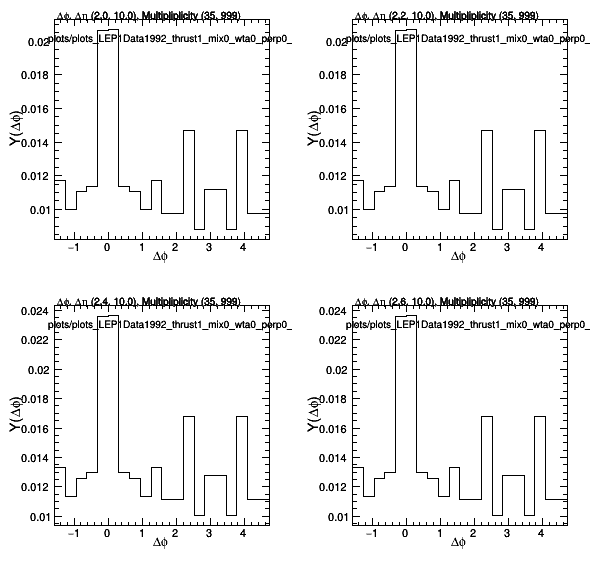 Δφ, Δη (2.0, 10.0), Multipliplicity (35, 999)
plots/plots_LEP1Data1992_thrust1_mix0_wta0_perp0_
0.02
0.018
0.016
0.014
0.012
0.01
Y(Δφ)
−1 0 1 2 3 4
Δφ
Δφ, Δη (2.2, 10.0), Multipliplicity (35, 999)
plots/plots_LEP1Data1992_thrust1_mix0_wta0_perp0_
0.02
0.018
0.016
0.014
0.012
0.01
Y(Δφ)
−1 0 1 2 3 4
Δφ
Δφ, Δη (2.4, 10.0), Multipliplicity (35, 999)
plots/plots_LEP1Data1992_thrust1_mix0_wta0_perp0_
0.024
0.022
0.02
0.018
0.016
0.014
0.012
0.01
Y(Δφ)
−1 0 1 2 3 4
Δφ
Δφ, Δη (2.6, 10.0), Multipliplicity (35, 999)
plots/plots_LEP1Data1992_thrust1_mix0_wta0_perp0_
0.024
0.022
0.02
0.018
0.016
0.014
0.012
0.01
Y(Δφ)
−1 0 1 2 3 4
Δφ